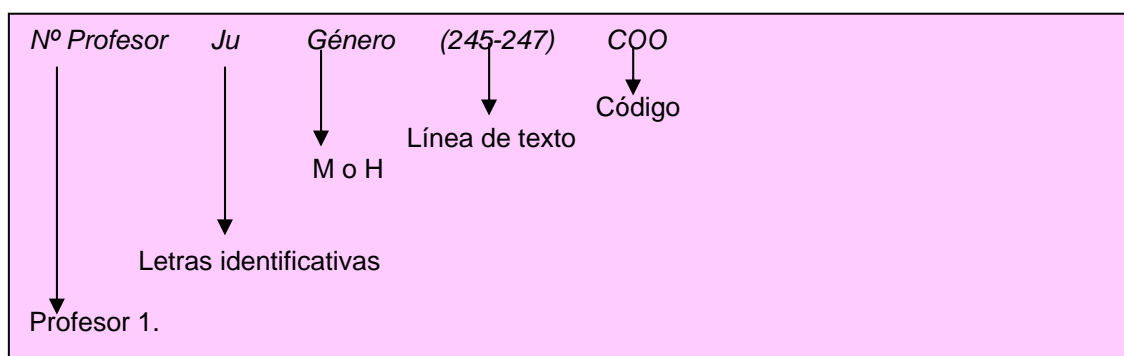 Nº Profesor Ju Género (245-247) COO
Código
Línea de texto
M o H
Letras identificativas
Profesor 1.